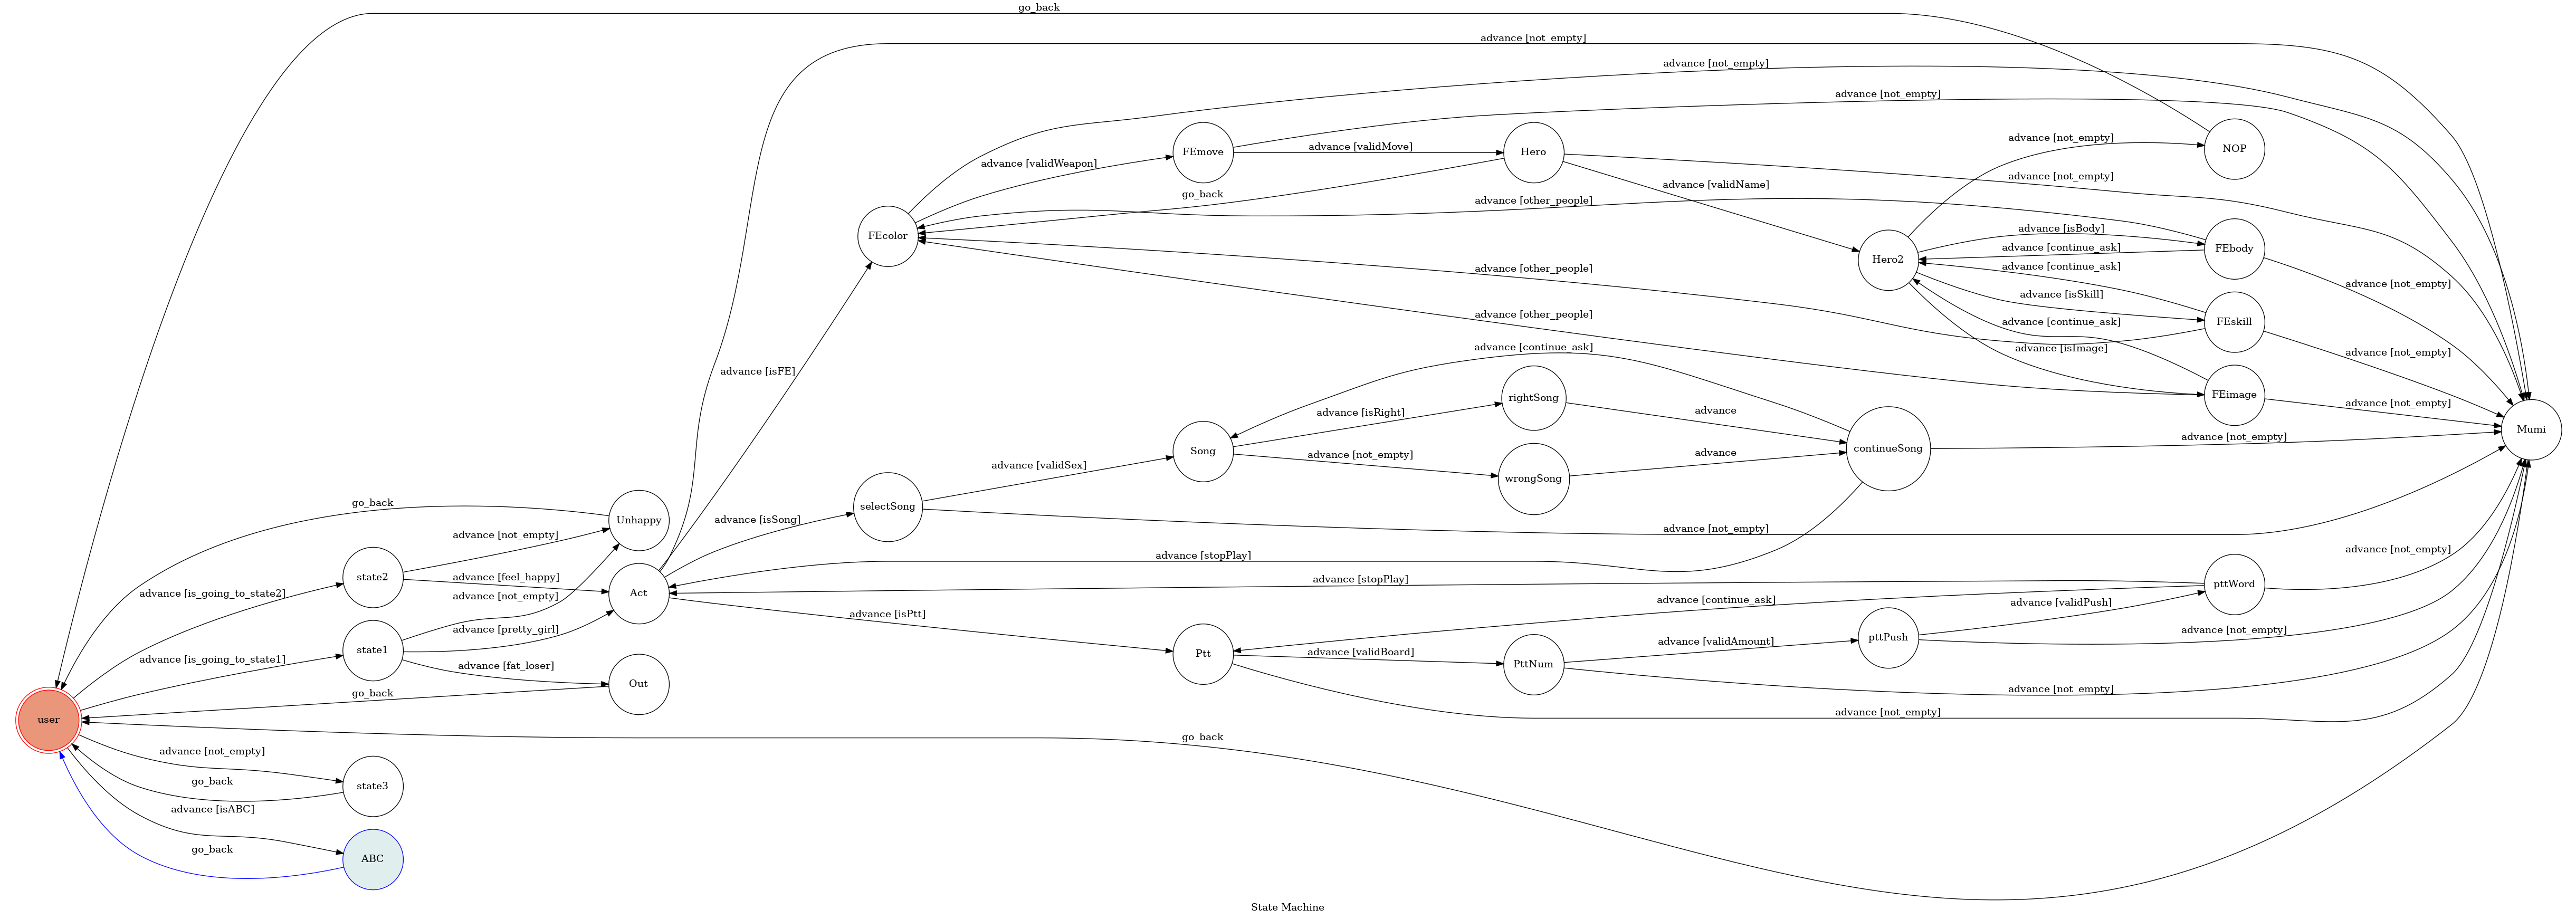 go_back
advance [not_empty]
advance [not_empty]
advance [not_empty]
advance [not_empty]
NOP
FEmove
advance [validMove]
Hero
advance [validWeapon]
advance [not_empty]
advance [validName]
go_back
advance [other_people]
FEcolor
advance [isBody]
FEbody
advance [continue_ask]
Hero2
advance [continue_ask]
advance [other_people]
advance [not_empty]
advance [isSkill]
advance [other_people]
FEskill
advance [continue_ask]
advance [continue_ask]
advance [isImage]
advance [not_empty]
advance [isFE]
FEimage
rightSong
advance [not_empty]
advance [isRight]
advance
Mumi
advance [not_empty]
Song
continueSong
advance [not_empty]
advance
advance [validSex]
wrongSong
go_back
selectSong
Unhappy
advance [isSong]
advance [not_empty]
advance [not_empty]
advance [not_empty]
advance [stopPlay]
state2
advance [feel_happy]
advance [stopPlay]
pttWord
advance [is_going_to_state2]
Act
advance [not_empty]
advance [continue_ask]
advance [validPush]
advance [isPtt]
advance [pretty_girl]
advance [not_empty]
pttPush
advance [validAmount]
state1
Ptt
advance [validBoard]
advance [is_going_to_state1]
advance [fat_loser]
PttNum
Out
go_back
advance [not_empty]
advance [not_empty]
user
go_back
advance [not_empty]
go_back
state3
advance [isABC]
go_back
ABC
State Machine